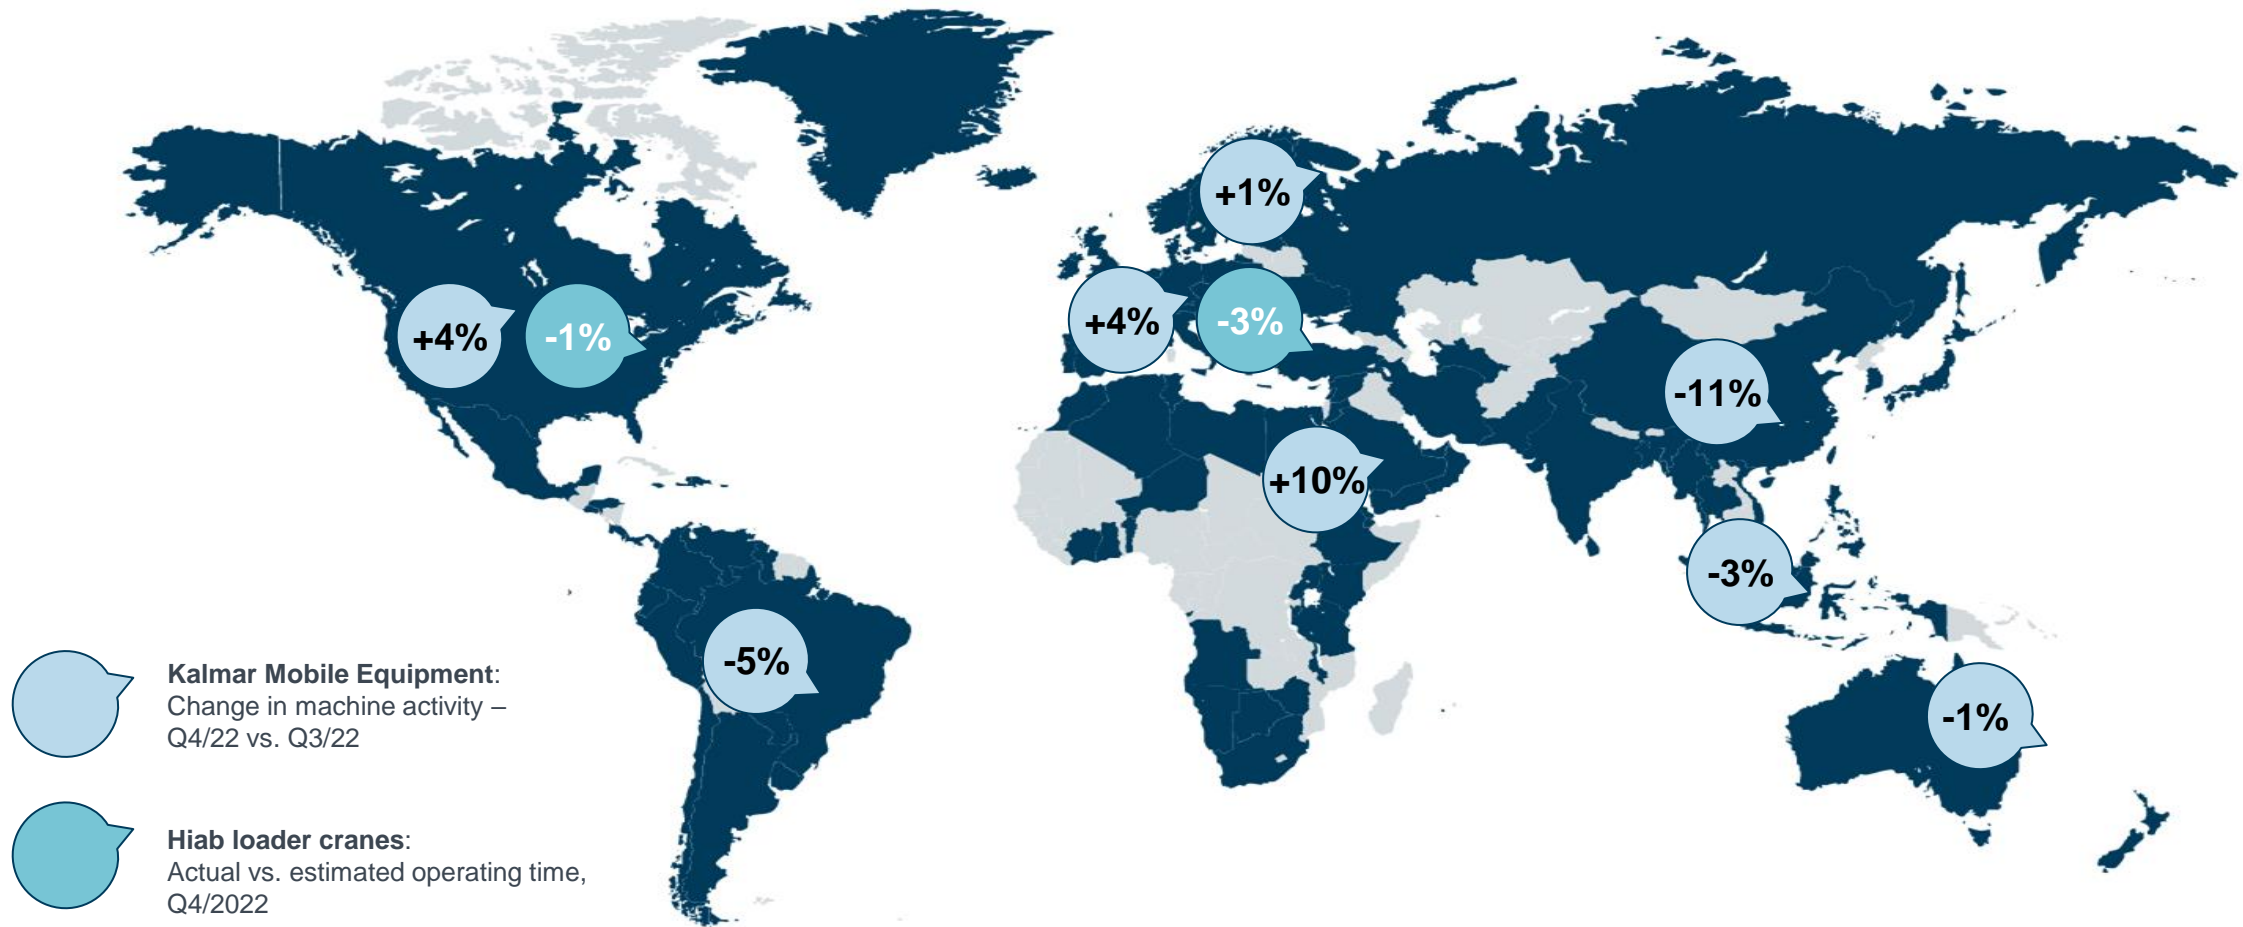 +1%
+4%
-1%
+4%
-3%
-11%
+10%
-3%
-5%
-1%
Kalmar Mobile Equipment:
Change in machine activity –
Q4/22 vs. Q3/22
Hiab loader cranes:
Actual vs. estimated operating time,
Q4/2022